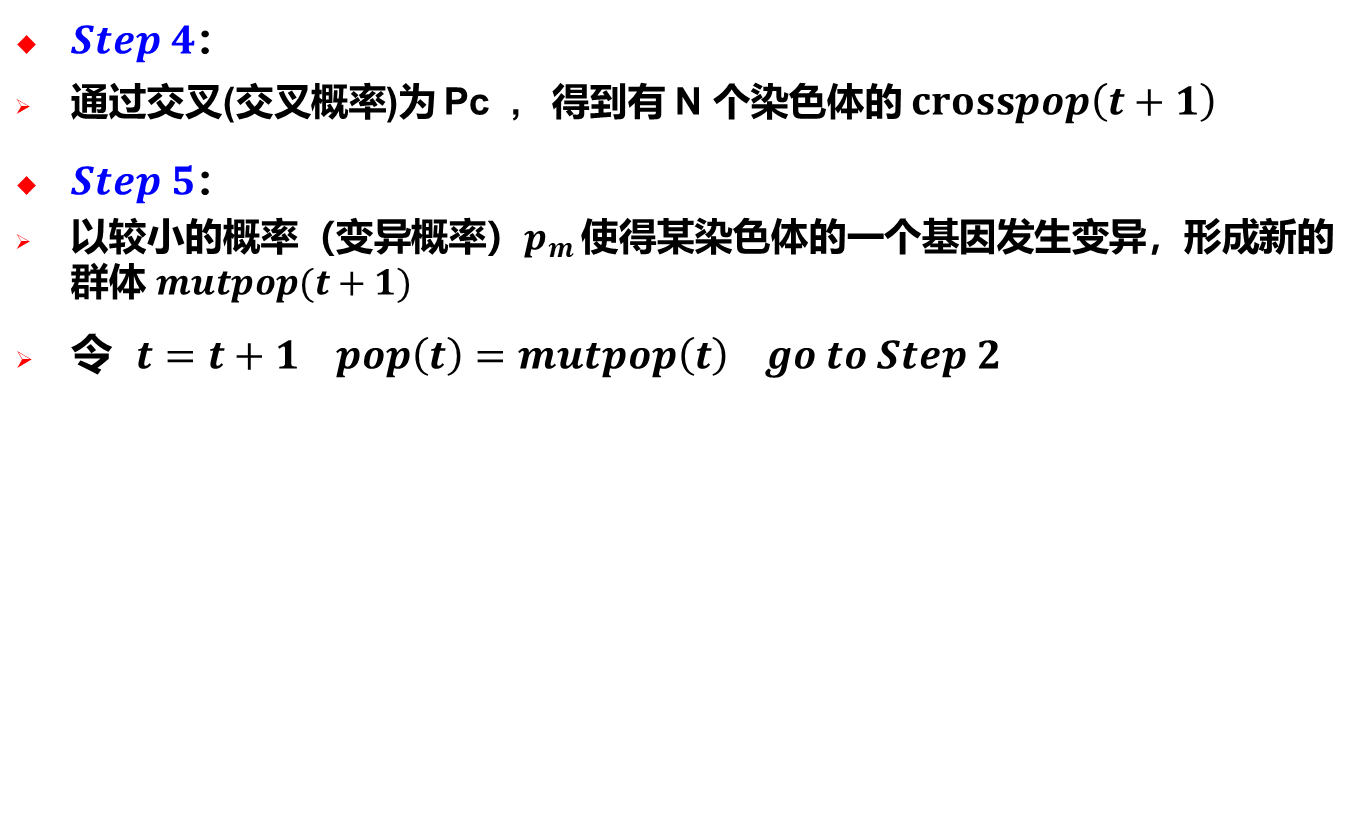 Step 4：
通过交叉(交叉概率)为 Pc ， 得到有 N 个染色体的 crosspop(t + 1)
Step 5：
以较小的概率（变异概率）pₘ 使得某染色体的一个基因发生变异，形成新的
群体 mutpop(t + 1)
令 t = t + 1 pop(t) = mutpop(t) go to Step 2